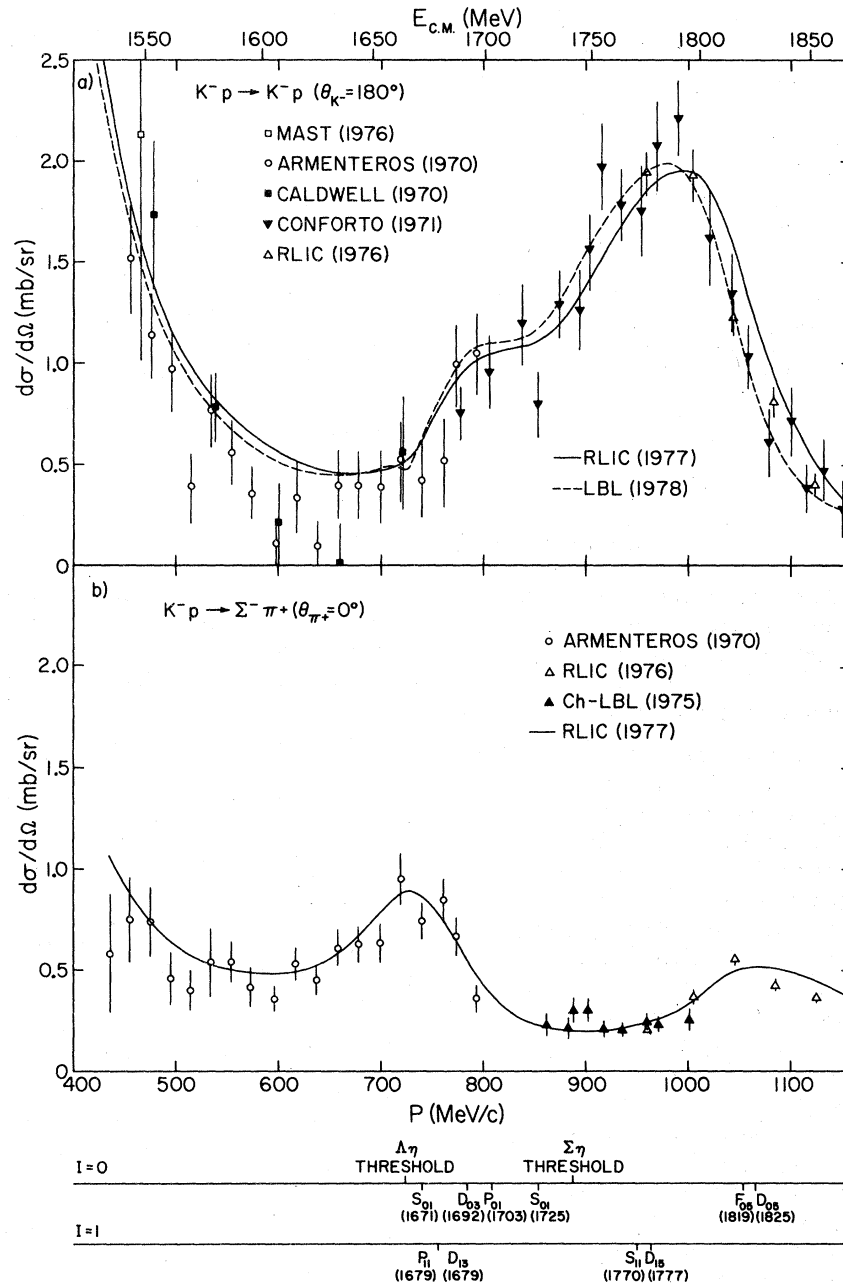 E C.M. (MeV)
1550 1600 1650 1700 1750 1800 1850
2.5
a)
K⁻p → K⁻p (θK⁻=180°)
□ MAST (1976)
○ ARMENTEROS (1970)
■ CALDWELL (1970)
▼ CONFORTO (1971)
△ RLIC (1976)
2.0
1.5
1.0
0.5
0
dσ/dΩ (mb/sr)
— RLIC (1977)
--- LBL (1978)
b)
K⁻p → Σ⁻π+ (θπ+=0°)
○ ARMENTEROS (1970)
△ RLIC (1976)
▲ Ch-LBL (1975)
— RLIC (1977)
2.0
1.5
1.0
0.5
0
dσ/dΩ (mb/sr)
400 500 600 700 800 900 1000 1100
P (MeV/c)
Λη THRESHOLD
Ση THRESHOLD
I=0
S01 D03 P01 S01 F05 D05
(1671) (1692) (1703) (1725) (1819) (1825)
I=1
P11 D13 S11 D15
(1679) (1679) (1770) (1777)